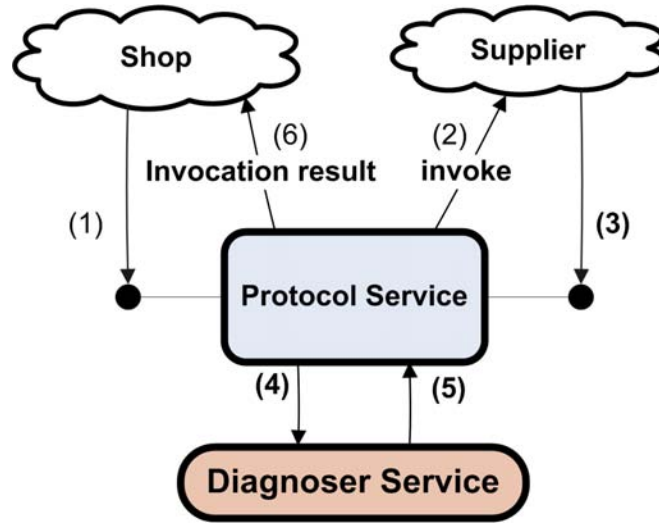 Shop
Supplier
(6)
(2)
Invocation result
invoke
(1)
(3)
Protocol Service
(4)
(5)
Diagnoser Service